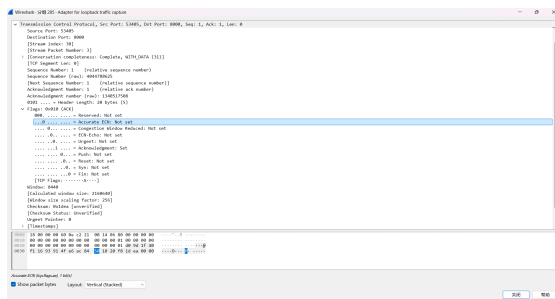 Wireshark · 分组 285 · Adapter for loopback traffic capture
Transmission Control Protocol, Src Port: 53405, Dst Port: 8000, Seq: 1, Ack: 1, Len: 0
Source Port: 53405
Destination Port: 8000
[Stream index: 30]
[Stream Packet Number: 3]
[Conversation completeness: Complete, WITH_DATA (31)]
[TCP Segment Len: 0]
Sequence Number: 1 (relative sequence number)
Sequence Number (raw): 4044780625
[Next Sequence Number: 1 (relative sequence number)]
Acknowledgment Number: 1 (relative ack number)
Acknowledgment number (raw): 1340517508
0101 .... = Header Length: 20 bytes (5)
Flags: 0x010 (ACK)
000. .... .... = Reserved: Not set
...0 .... .... = Accurate ECN: Not set
.... 0... .... = Congestion Window Reduced: Not set
.... .0.. .... = ECN-Echo: Not set
.... ..0. .... = Urgent: Not set
.... ...1 .... = Acknowledgment: Set
.... .... 0... = Push: Not set
.... .... .0.. = Reset: Not set
.... .... ..0. = Syn: Not set
.... .... ...0 = Fin: Not set
[TCP Flags: ·······A····]
Window: 8440
[Calculated window size: 2160640]
[Window size scaling factor: 256]
Checksum: 0x1dea [unverified]
[Checksum Status: Unverified]
Urgent Pointer: 0
[Timestamps]
Accurate ECN (tcp.flags.ae), 1 bit(s)
Show packet bytes Layout: Vertical (Stacked)
关闭 帮助